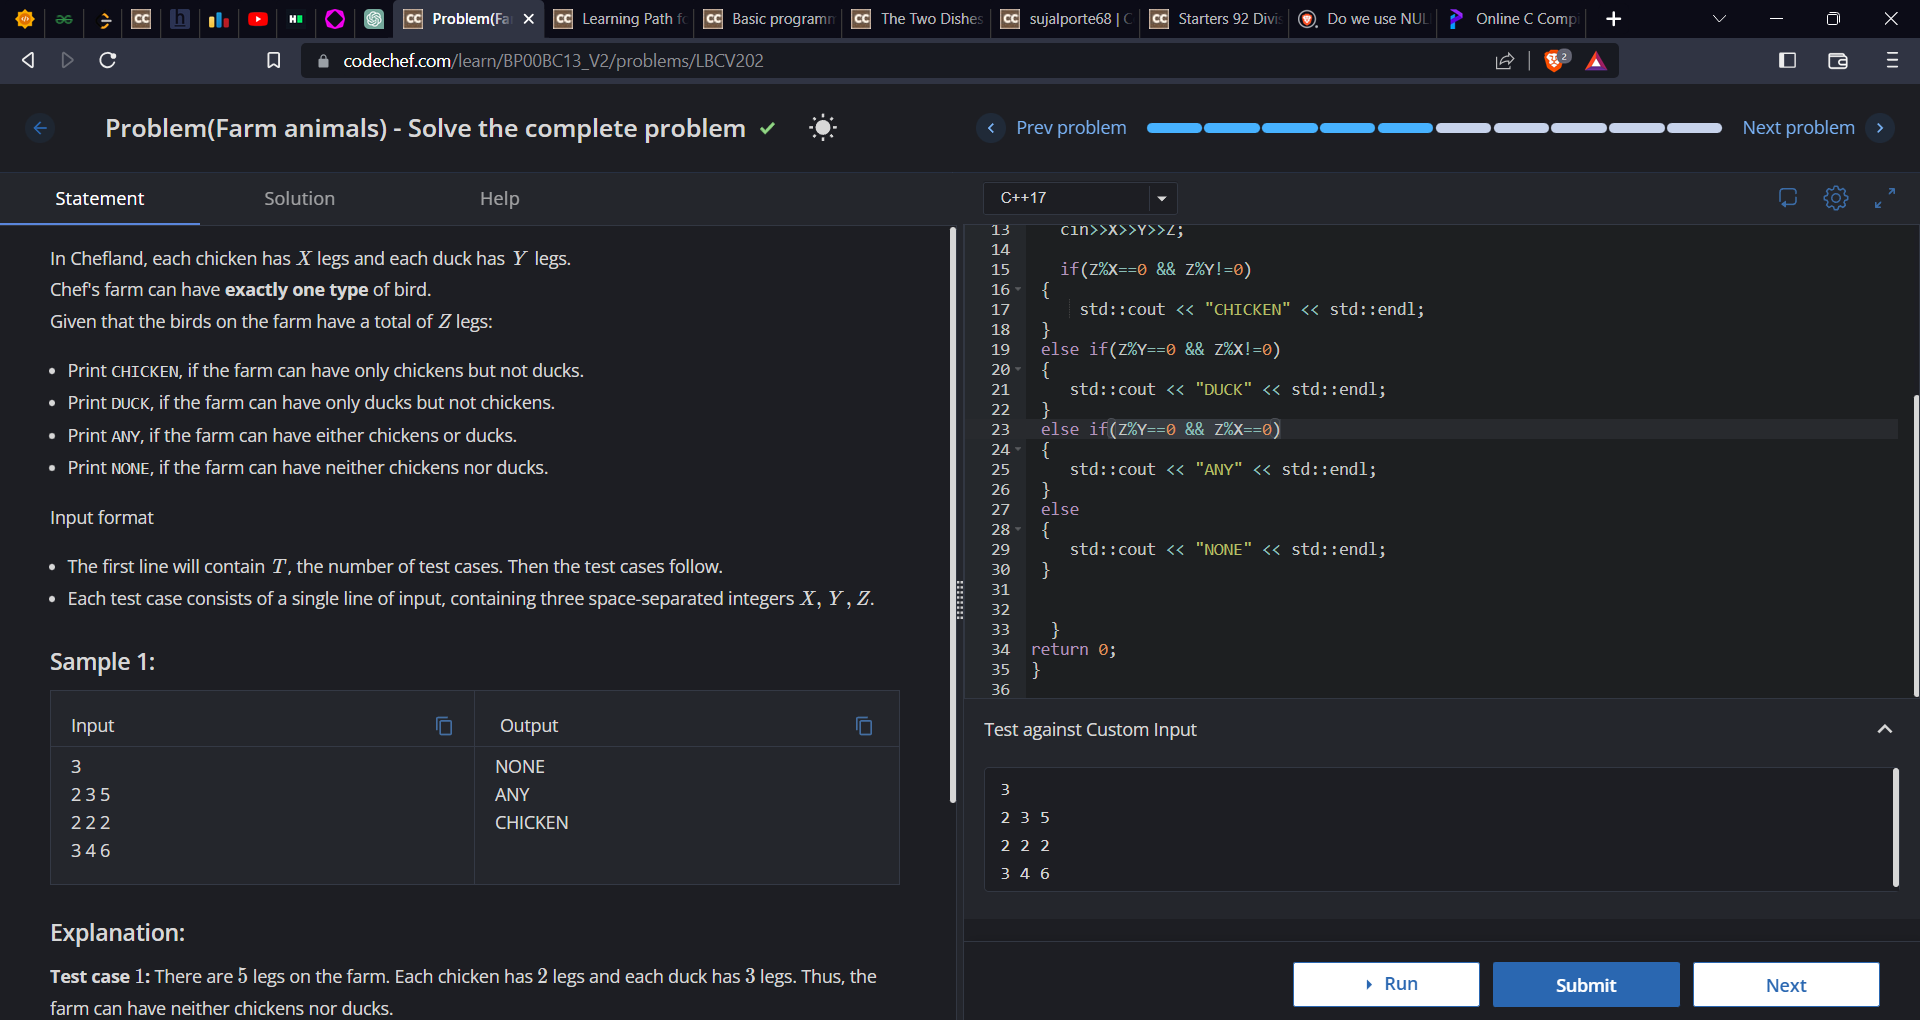 CC
h
H!
CC Problem(Fa
CC Learning Path fo
CC Basic programm
CC The Two Dishes
CC sujalporte68 | C
CC Starters 92 Divis
Do we use NUL
Online C Compi
codechef.com/learn/BP00BC13_V2/problems/LBCV202
2
Problem(Farm animals) - Solve the complete problem
Prev problem
Next problem
Statement
Solution
Help
In Chefland, each chicken has X legs and each duck has Y legs.
Chef's farm can have exactly one type of bird.
Given that the birds on the farm have a total of Z legs:
• Print CHICKEN, if the farm can have only chickens but not ducks.
• Print DUCK, if the farm can have only ducks but not chickens.
• Print ANY, if the farm can have either chickens or ducks.
• Print NONE, if the farm can have neither chickens nor ducks.
Input format
• The first line will contain T, the number of test cases. Then the test cases follow.
• Each test case consists of a single line of input, containing three space-separated integers X, Y, Z.
Sample 1:
Input
3
2 3 5
2 2 2
3 4 6
Output
NONE
ANY
CHICKEN
Explanation:
Test case 1: There are 5 legs on the farm. Each chicken has 2 legs and each duck has 3 legs. Thus, the
farm can have neither chickens nor ducks.
C++17
13 cin>>X>>Y>>Z;
14
15 if(Z%X==0 && Z%Y!=0)
16 {
17 std::cout << "CHICKEN" << std::endl;
18 }
19 else if(Z%Y==0 && Z%X!=0)
20 {
21 std::cout << "DUCK" << std::endl;
22 }
23 else if(Z%Y==0 && Z%X==0)
24 {
25 std::cout << "ANY" << std::endl;
26 }
27 else
28 {
29 std::cout << "NONE" << std::endl;
30 }
31
32
33 }
34 return 0;
35 }
36
Test against Custom Input
3
2 3 5
2 2 2
3 4 6
Run
Submit
Next